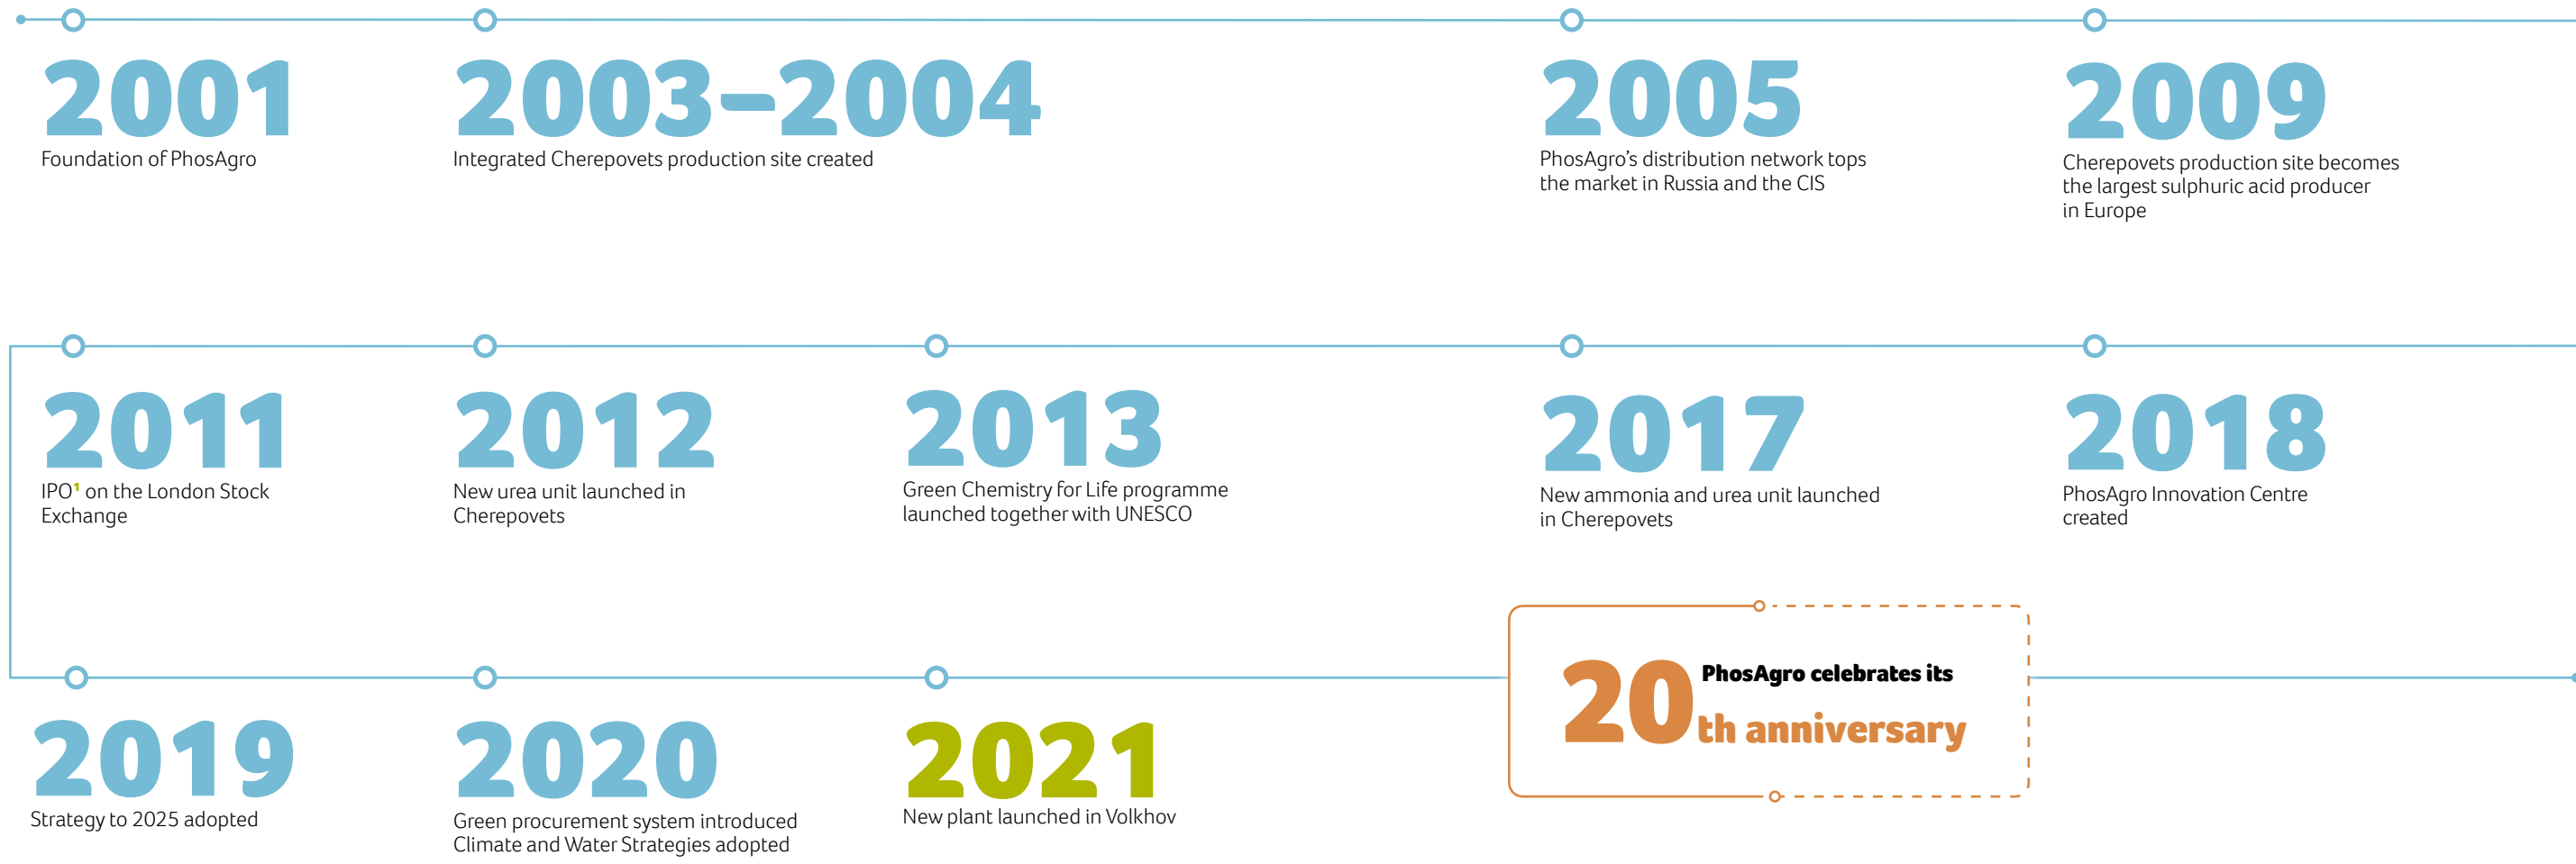 2001
Foundation of PhosAgro
2003–2004
Integrated Cherepovets production site created
2005
PhosAgro’s distribution network tops
the market in Russia and the CIS
2009
Cherepovets production site becomes
the largest sulphuric acid producer
in Europe
2011
IPO¹ on the London Stock
Exchange
2012
New urea unit launched in
Cherepovets
2013
Green Chemistry for Life programme
launched together with UNESCO
2017
New ammonia and urea unit launched
in Cherepovets
2018
PhosAgro Innovation Centre
created
2019
Strategy to 2025 adopted
2020
Green procurement system introduced
Climate and Water Strategies adopted
2021
New plant launched in Volkhov
PhosAgro celebrates its
20th anniversary